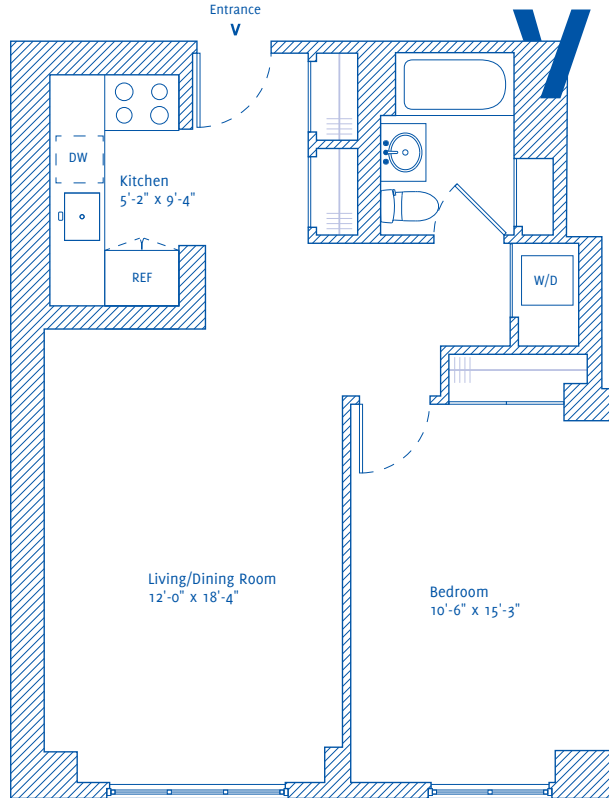 Entrance
V
DW
Kitchen
5'-2" x 9'-4"
REF
W/D
Living/Dining Room
12'-0" x 18'-4"
Bedroom
10'-6" x 15'-3"